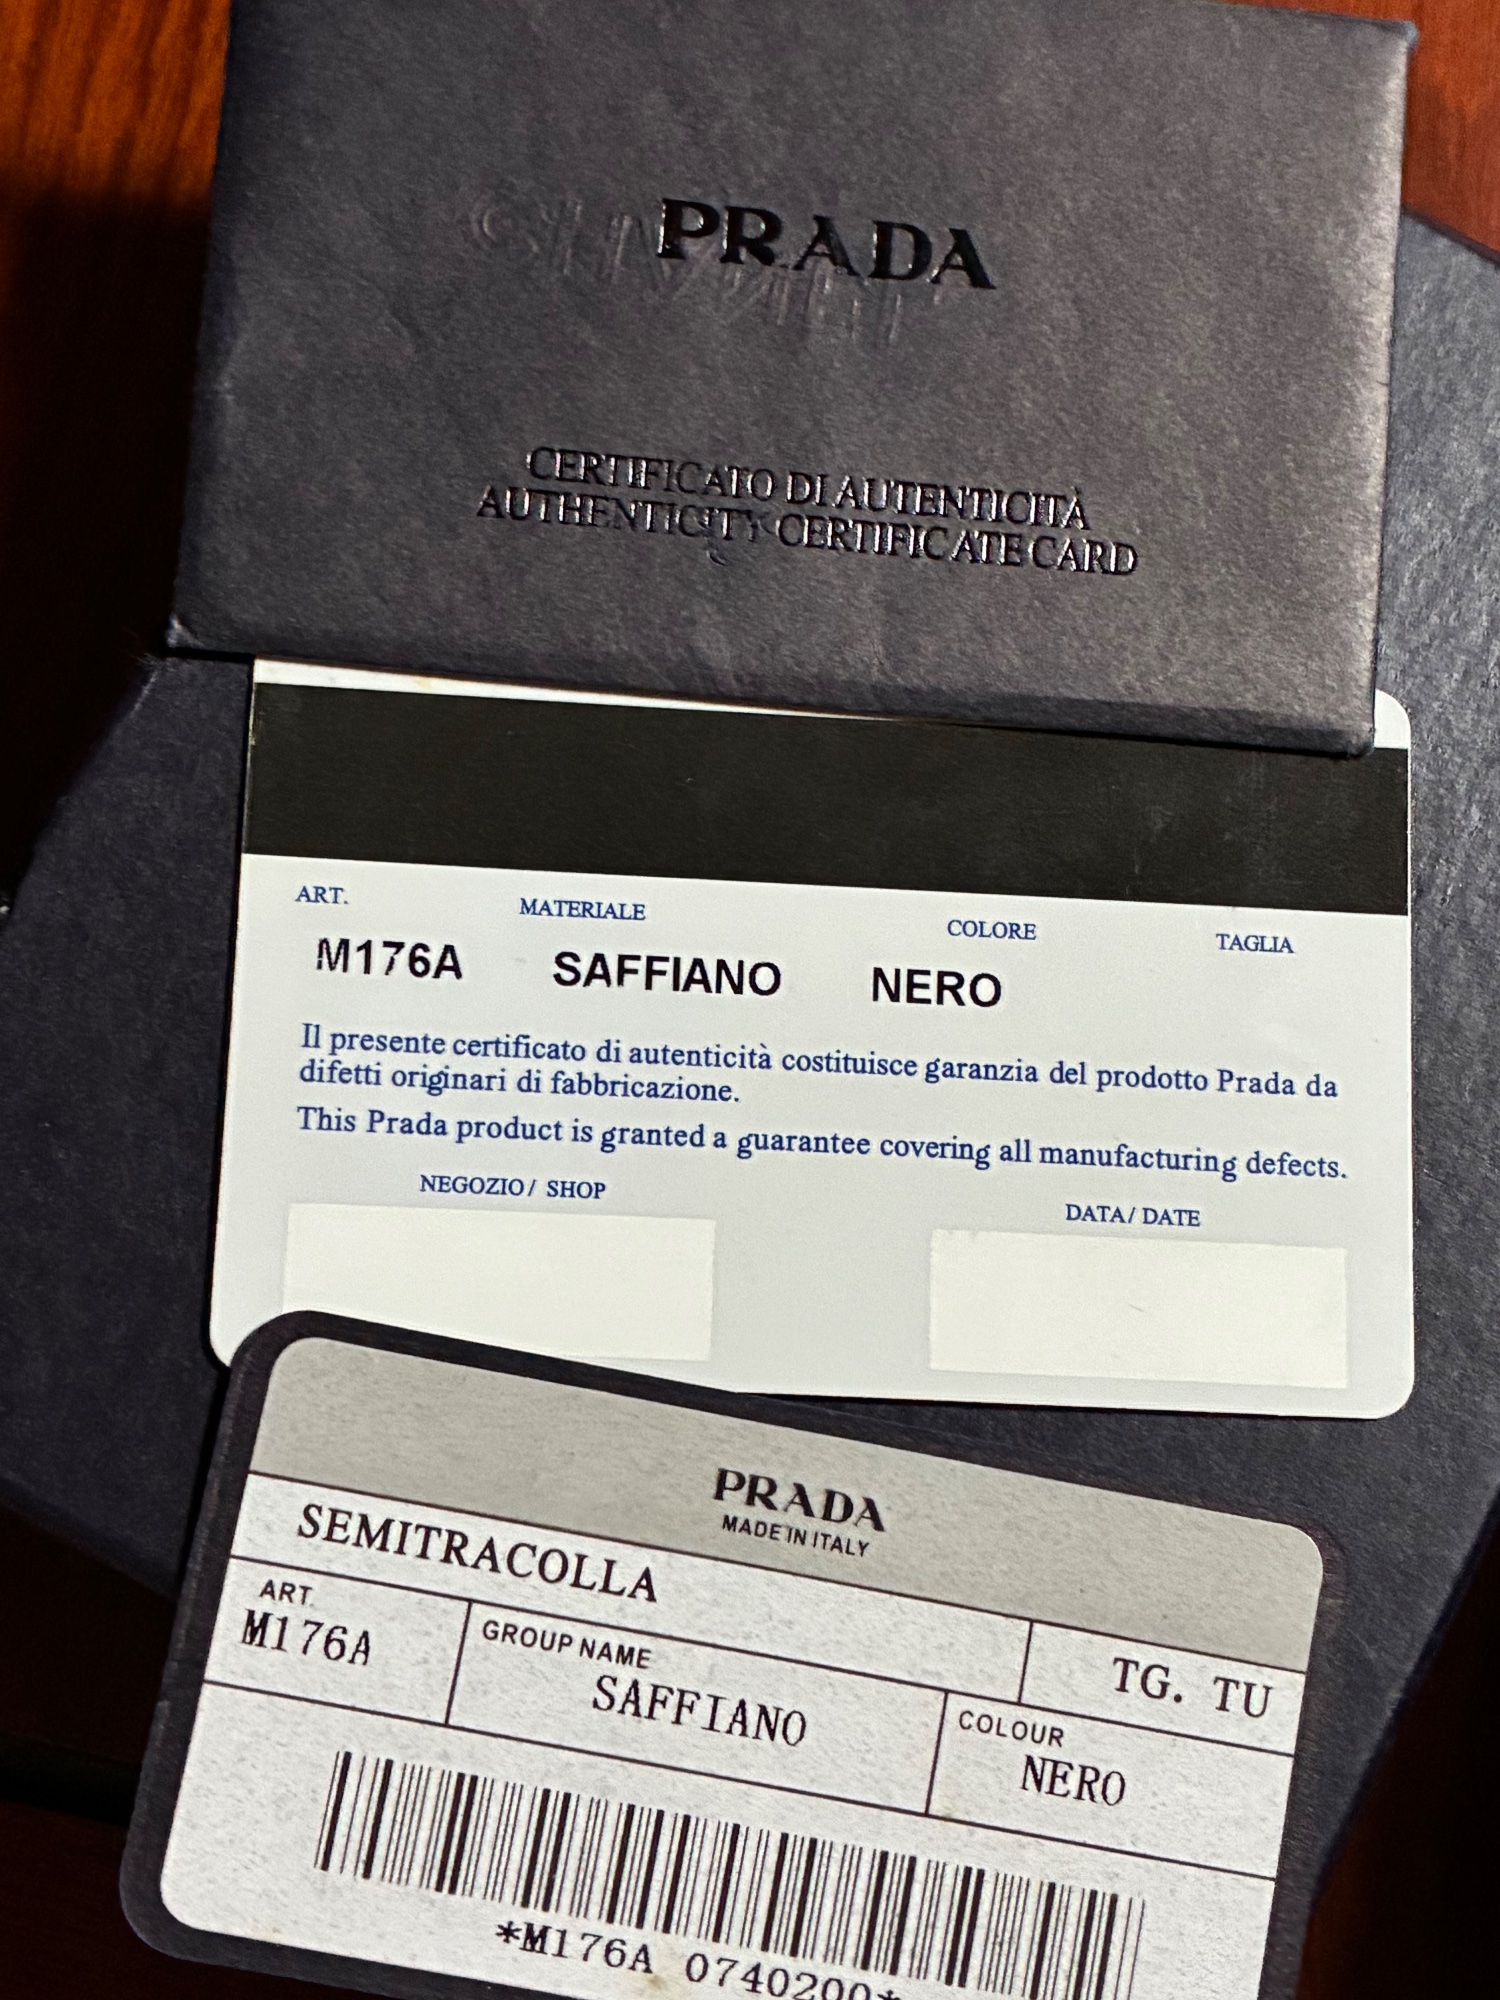 PRADA
CERTIFICATO DI AUTENTICITÀ
AUTHENTICITY CERTIFICATE CARD
ART. MATERIALE COLORE TAGLIA
M176A SAFFIANO NERO
Il presente certificato di autenticità costituisce garanzia del prodotto Prada da
difetti originari di fabbricazione.
This Prada product is granted a guarantee covering all manufacturing defects.
NEGOZIO / SHOP DATA / DATE
PRADA
MADE IN ITALY
SEMITRACOLLA
TG. TU
ART. GROUP NAME COLOUR
M176A SAFFIANO NERO
*M176A 0740200*